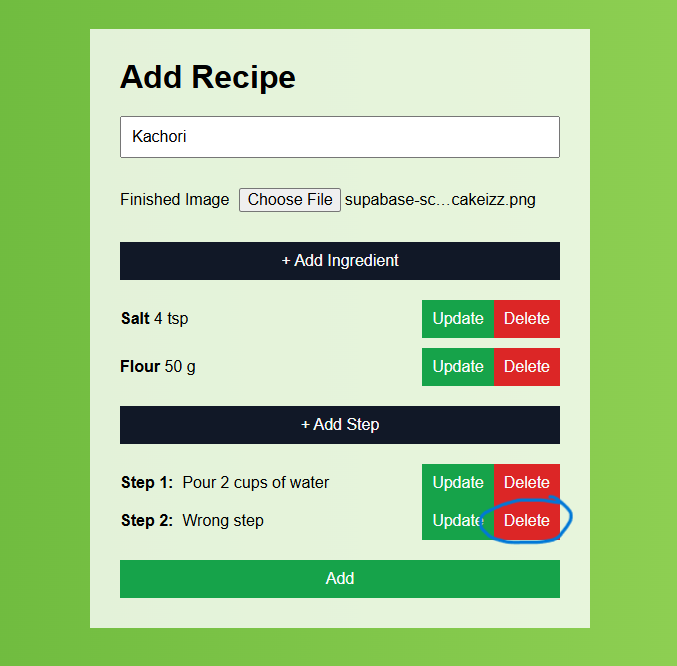 Add Recipe
Kachori
Finished Image Choose File supabase-sc...cakeizz.png
+ Add Ingredient
Salt 4 tsp Update Delete
Flour 50 g Update Delete
+ Add Step
Step 1: Pour 2 cups of water Update Delete
Step 2: Wrong step Update Delete
Add